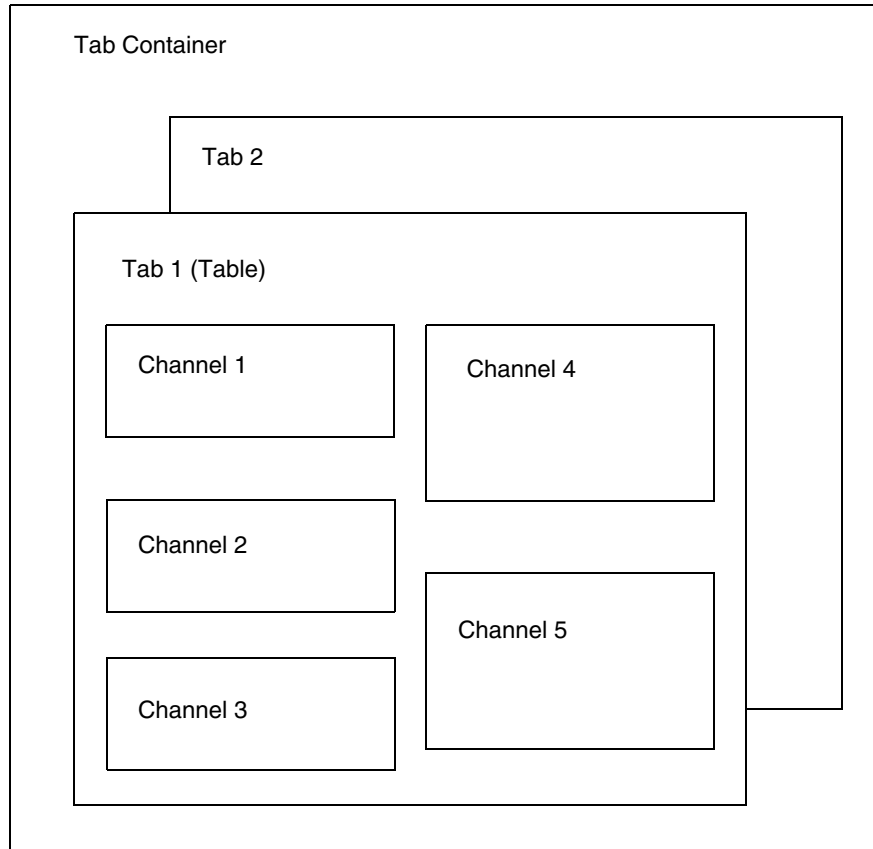 Tab Container
Tab 2
Tab 1 (Table)
Channel 1
Channel 2
Channel 3
Channel 4
Channel 5